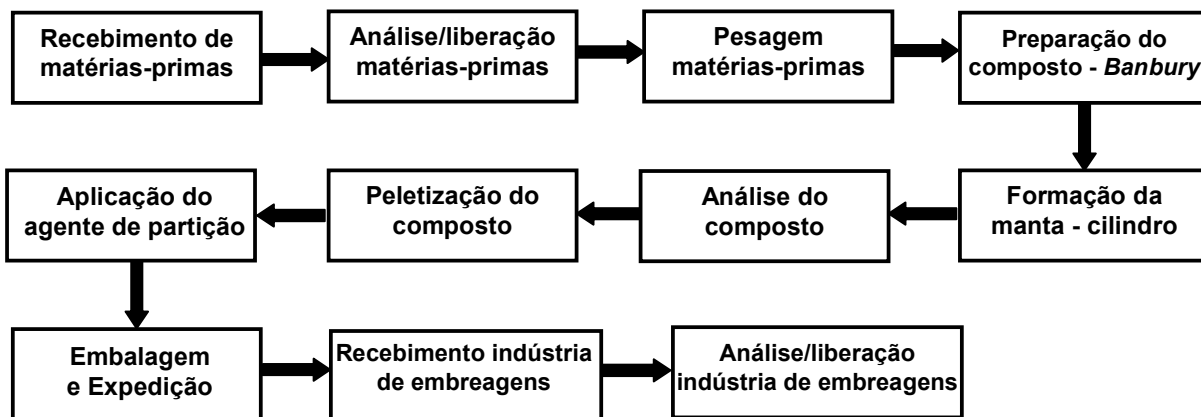 Recebimento de
matérias-primas
Análise/liberação
matérias-primas
Pesagem
matérias-primas
Preparação do
composto - Banbury
Formação da
manta - cilindro
Análise do
composto
Peletização do
composto
Aplicação do
agente de partição
Embalagem
e Expedição
Recebimento indústria
de embreagens
Análise/liberação
indústria de embreagens